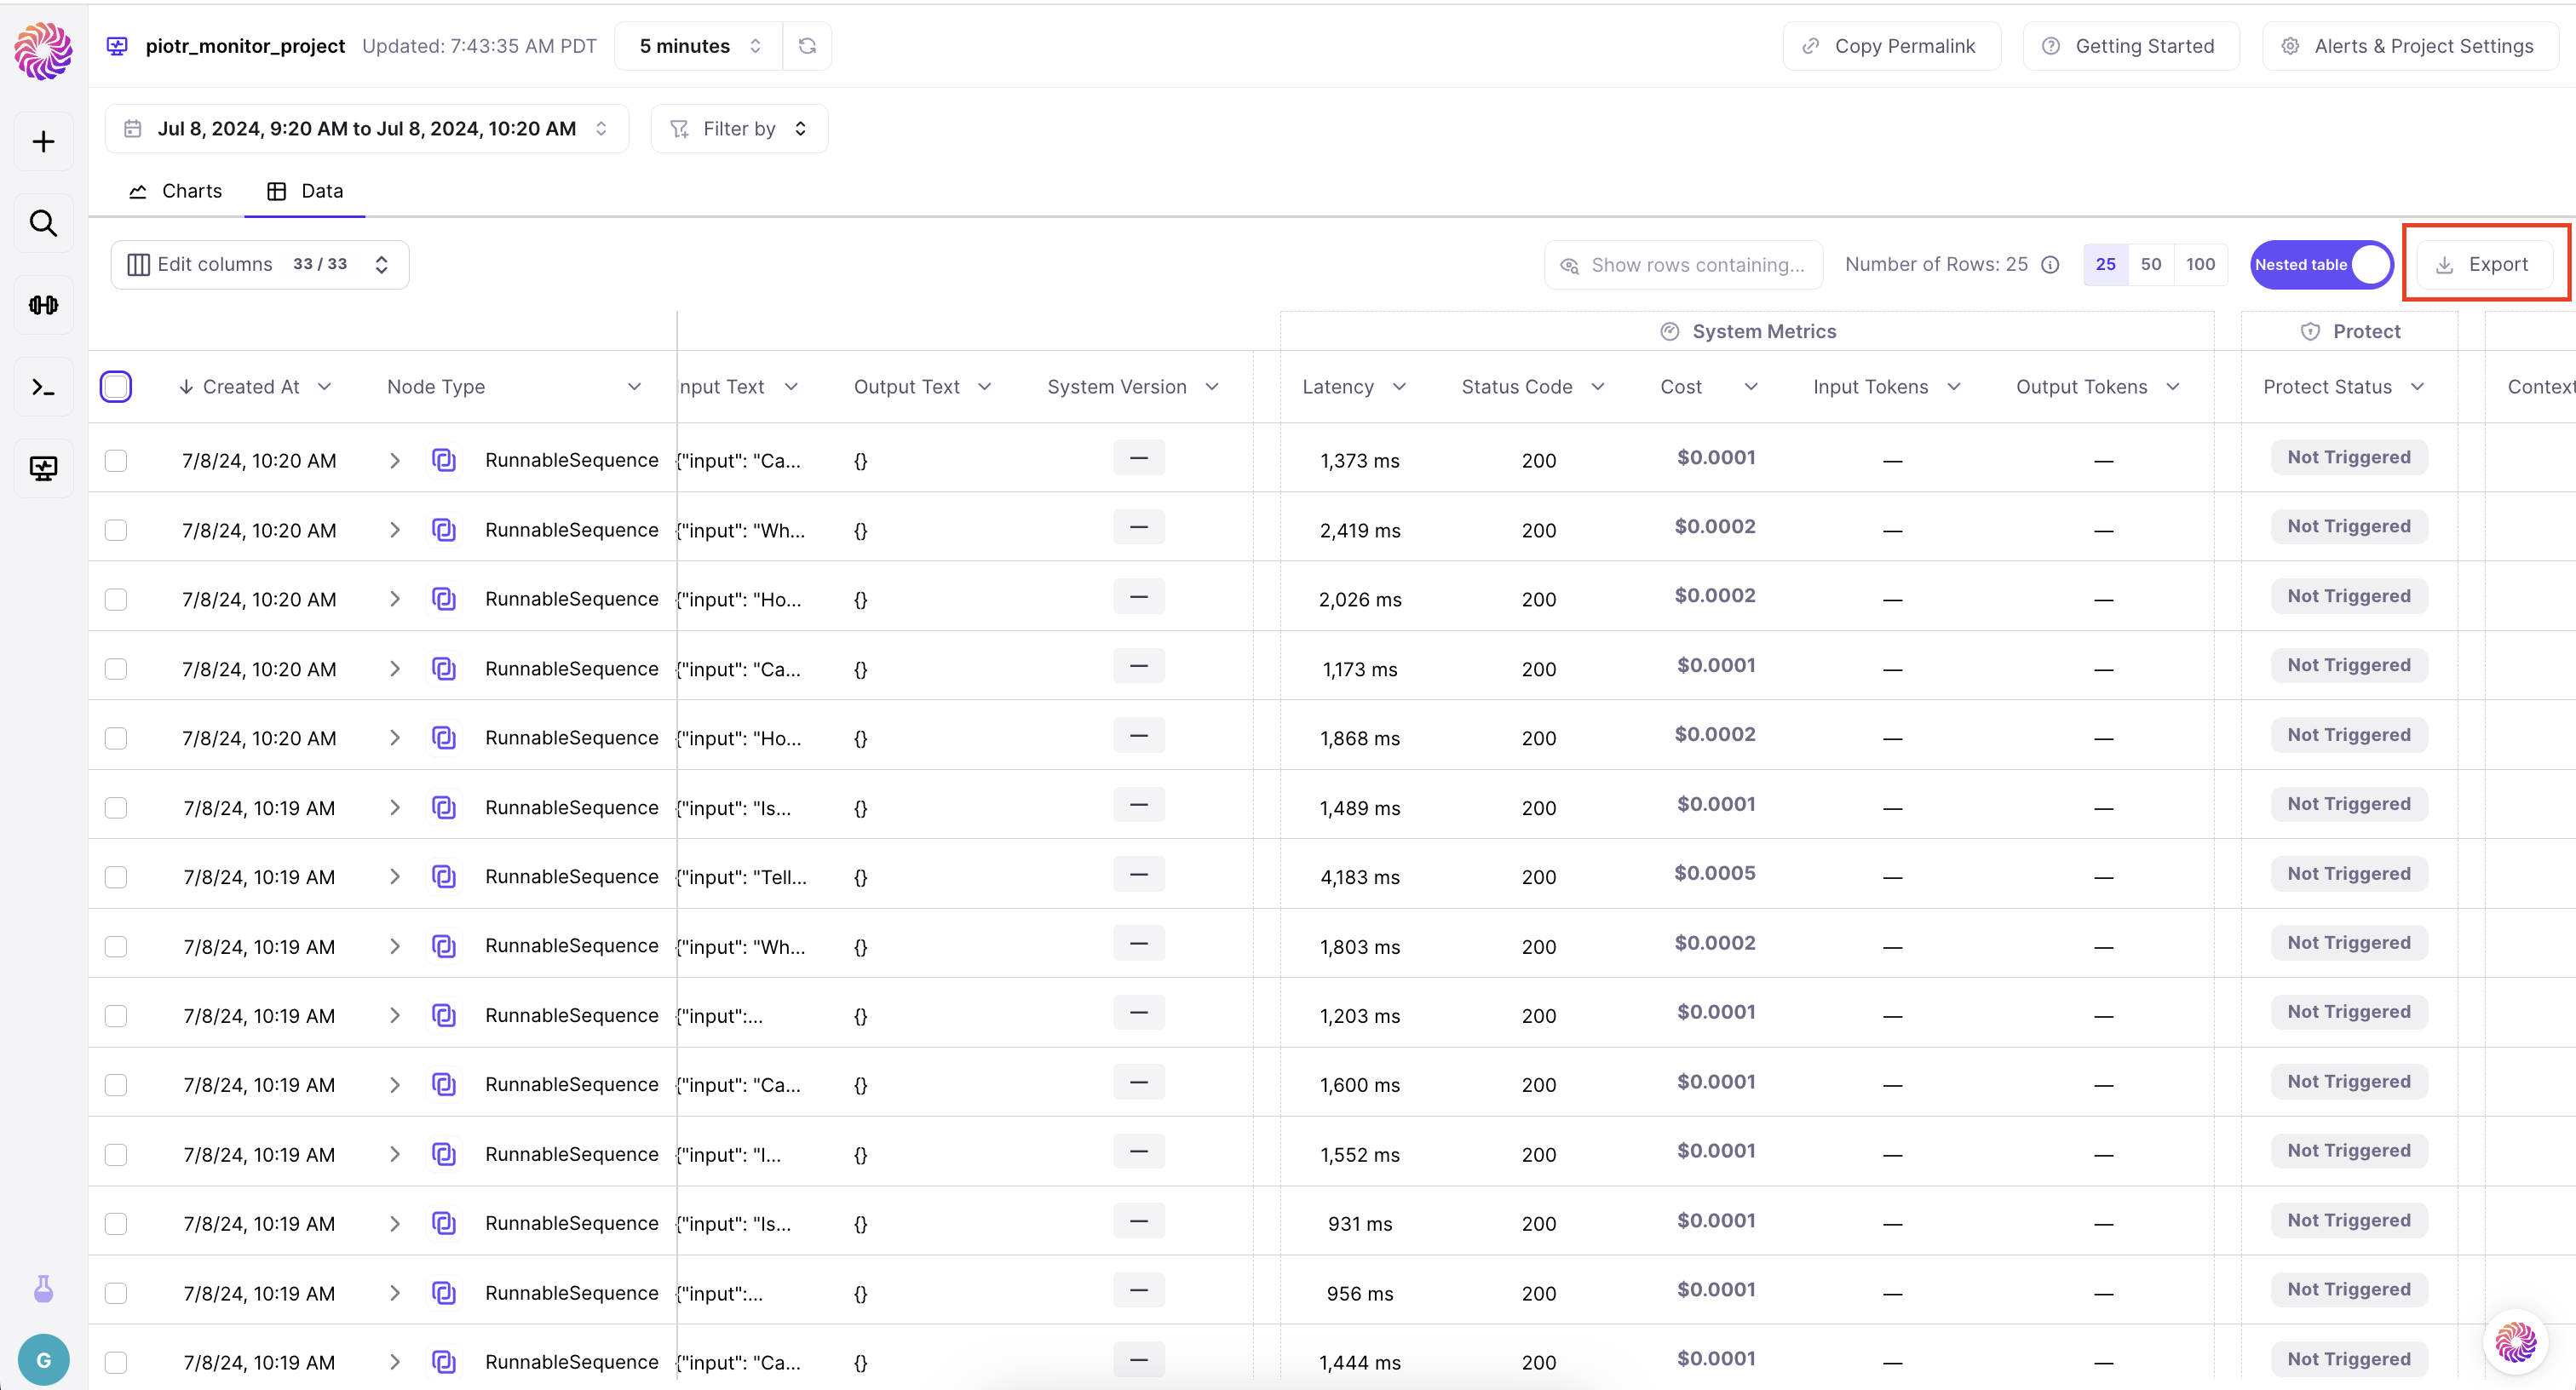 piotr_monitor_project Updated: 7:43:35 AM PDT 5 minutes Copy Permalink Getting Started Alerts & Project Settings
Jul 8, 2024, 9:20 AM to Jul 8, 2024, 10:20 AM Filter by
Charts Data
Edit columns 33 / 33 Show rows containing... Number of Rows: 25 25 50 100 Nested table Export
System Metrics Protect
Created At Node Type nput Text Output Text System Version Latency Status Code Cost Input Tokens Output Tokens Protect Status Context
7/8/24, 10:20 AM RunnableSequence {"input": "Ca... {} — 1,373 ms 200 $0.0001 — — Not Triggered
7/8/24, 10:20 AM RunnableSequence {"input": "Wh... {} — 2,419 ms 200 $0.0002 — — Not Triggered
7/8/24, 10:20 AM RunnableSequence {"input": "Ho... {} — 2,026 ms 200 $0.0002 — — Not Triggered
7/8/24, 10:20 AM RunnableSequence {"input": "Ca... {} — 1,173 ms 200 $0.0001 — — Not Triggered
7/8/24, 10:20 AM RunnableSequence {"input": "Ho... {} — 1,868 ms 200 $0.0002 — — Not Triggered
7/8/24, 10:19 AM RunnableSequence {"input": "Is... {} — 1,489 ms 200 $0.0001 — — Not Triggered
7/8/24, 10:19 AM RunnableSequence {"input": "Tell... {} — 4,183 ms 200 $0.0005 — — Not Triggered
7/8/24, 10:19 AM RunnableSequence {"input": "Wh... {} — 1,803 ms 200 $0.0002 — — Not Triggered
7/8/24, 10:19 AM RunnableSequence {"input":... {} — 1,203 ms 200 $0.0001 — — Not Triggered
7/8/24, 10:19 AM RunnableSequence {"input": "Ca... {} — 1,600 ms 200 $0.0001 — — Not Triggered
7/8/24, 10:19 AM RunnableSequence {"input": "I... {} — 1,552 ms 200 $0.0001 — — Not Triggered
7/8/24, 10:19 AM RunnableSequence {"input": "Is... {} — 931 ms 200 $0.0001 — — Not Triggered
7/8/24, 10:19 AM RunnableSequence {"input":... {} — 956 ms 200 $0.0001 — — Not Triggered
7/8/24, 10:19 AM RunnableSequence {"input": "Ca... {} — 1,444 ms 200 $0.0001 — — Not Triggered
G